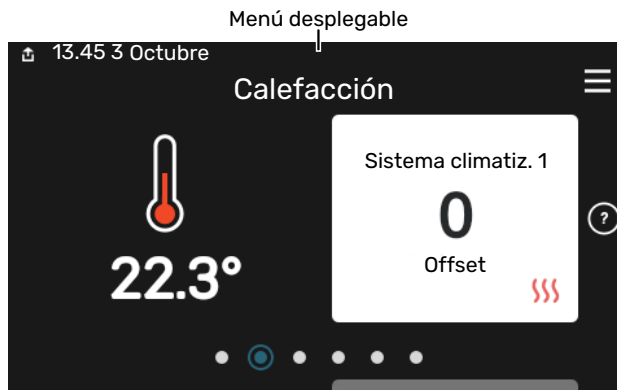 Menú desplegable
13.45 3 Octubre
Calefacción
Sistema climatiz. 1
0
Offset
22.3°
?